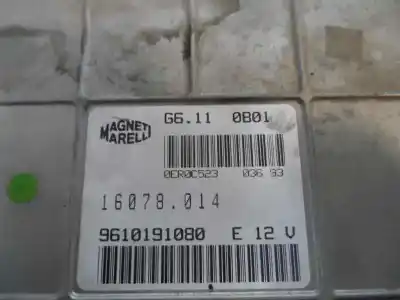 MAGNETI MARELLI
G6.11 0B01
0ER0C523 036 93
16078.014
9610191080 E 12 V